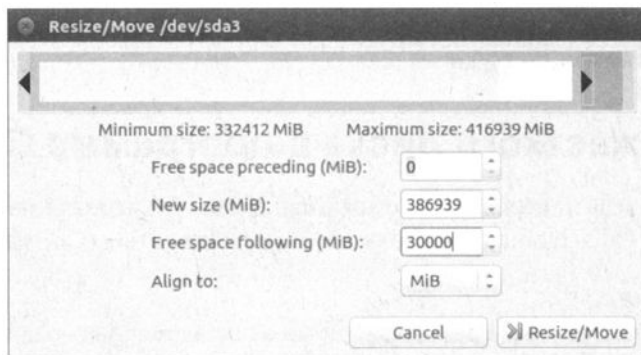 Resize/Move /dev/sda3
Minimum size: 332412 MiB Maximum size: 416939 MiB
Free space preceding (MiB): 0
New size (MiB): 386939
Free space following (MiB): 30000
Align to: MiB
Cancel Resize/Move